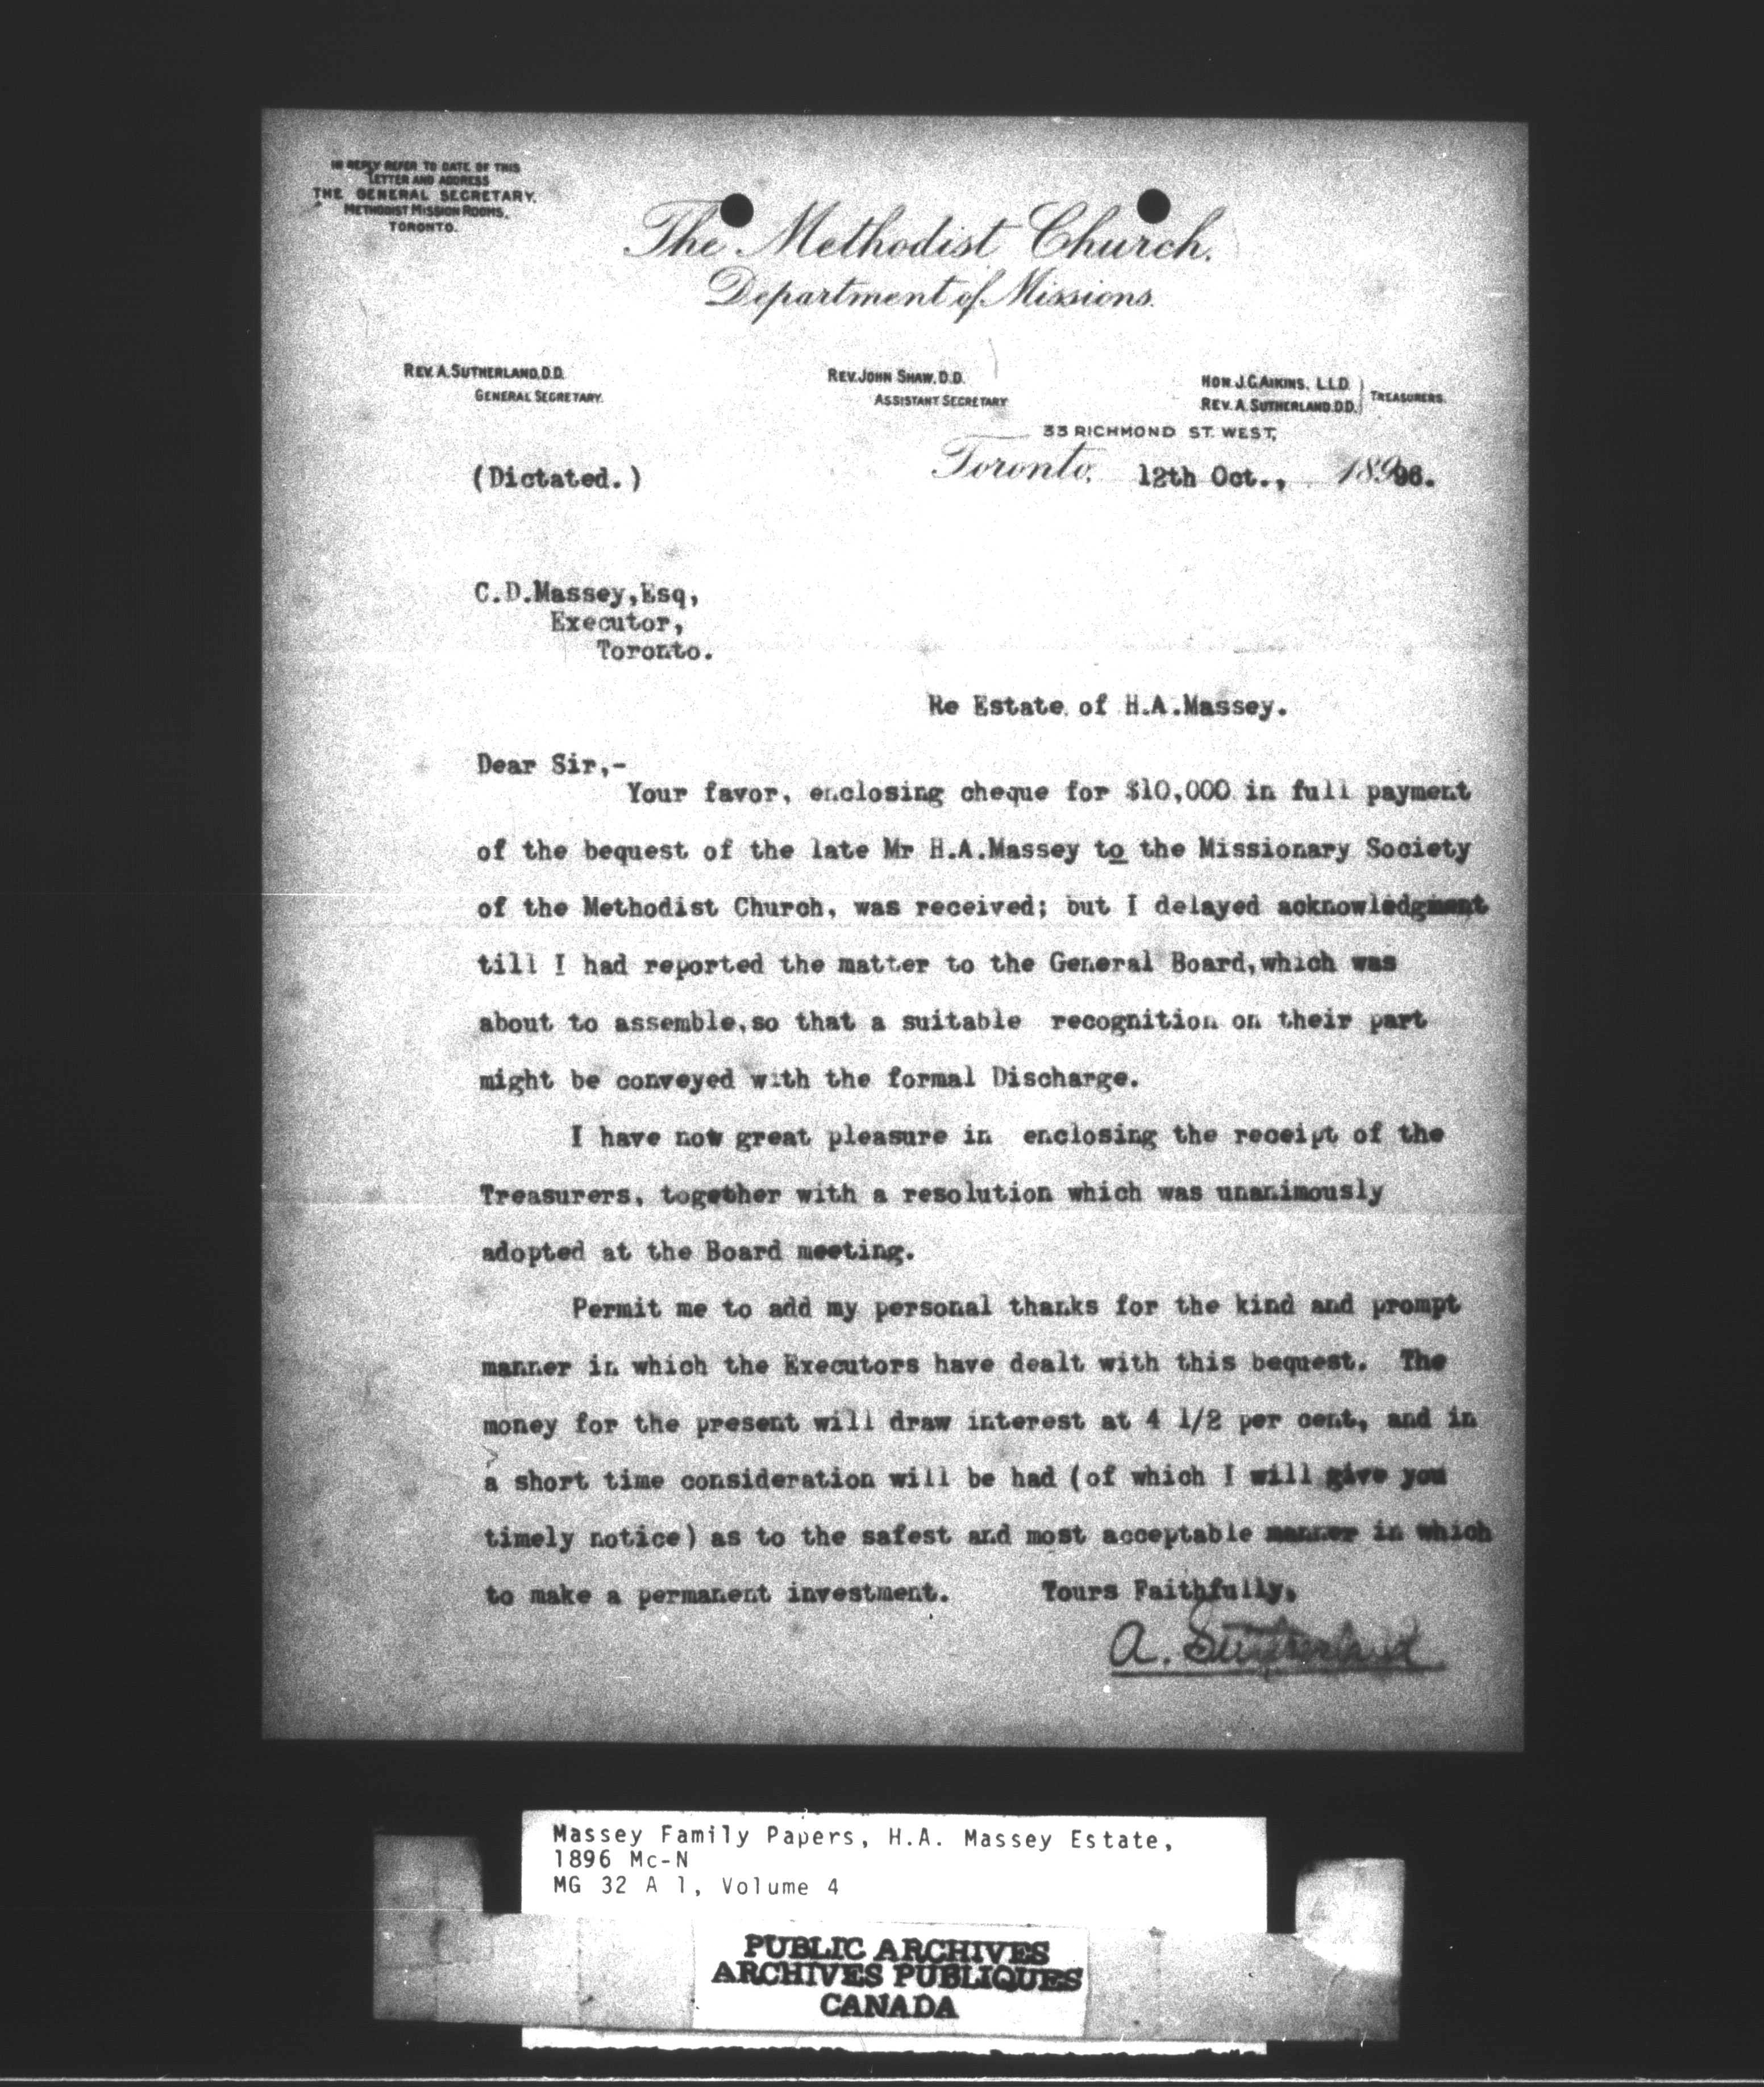 IN REPLY REFER TO DATE OF THIS
LETTER AND ADDRESS
THE GENERAL SECRETARY,
METHODIST MISSION ROOMS,
TORONTO.
The Methodist Church.
Department of Missions.
REV. A. SUTHERLAND, D.D.
GENERAL SECRETARY.
REV. JOHN SHAW, D.D.
ASSISTANT SECRETARY
HON. J. C. AIKINS, L.L.D.
REV. A. SUTHERLAND. D.D.
TREASURERS.
33 RICHMOND ST. WEST,
(Dictated.)
Toronto, 12th Oct., 18996.
C.D.Massey,Esq,
Executor,
Toronto.
Re Estate of H.A.Massey.
Dear Sir,-
Your favor, enclosing cheque for $10,000 in full payment
of the bequest of the late Mr H.A.Massey to the Missionary Society
of the Methodist Church, was received; but I delayed acknowledgment
till I had reported the matter to the General Board,which was
about to assemble,so that a suitable recognition on their part
might be conveyed with the formal Discharge.
I have now great pleasure in enclosing the receipt of the
Treasurers, together with a resolution which was unanimously
adopted at the Board meeting.
Permit me to add my personal thanks for the kind and prompt
manner in which the Executors have dealt with this bequest. The
money for the present will draw interest at 4 1/2 per cent, and in
a short time consideration will be had (of which I will give you
timely notice) as to the safest and most acceptable manner in which
to make a permanent investment. Yours Faithfully,
A. Sutherland
Massey Family Papers, H.A. Massey Estate,
1896 Mc-N
MG 32 A 1, Volume 4
PUBLIC ARCHIVES
ARCHIVES PUBLIQUES
CANADA